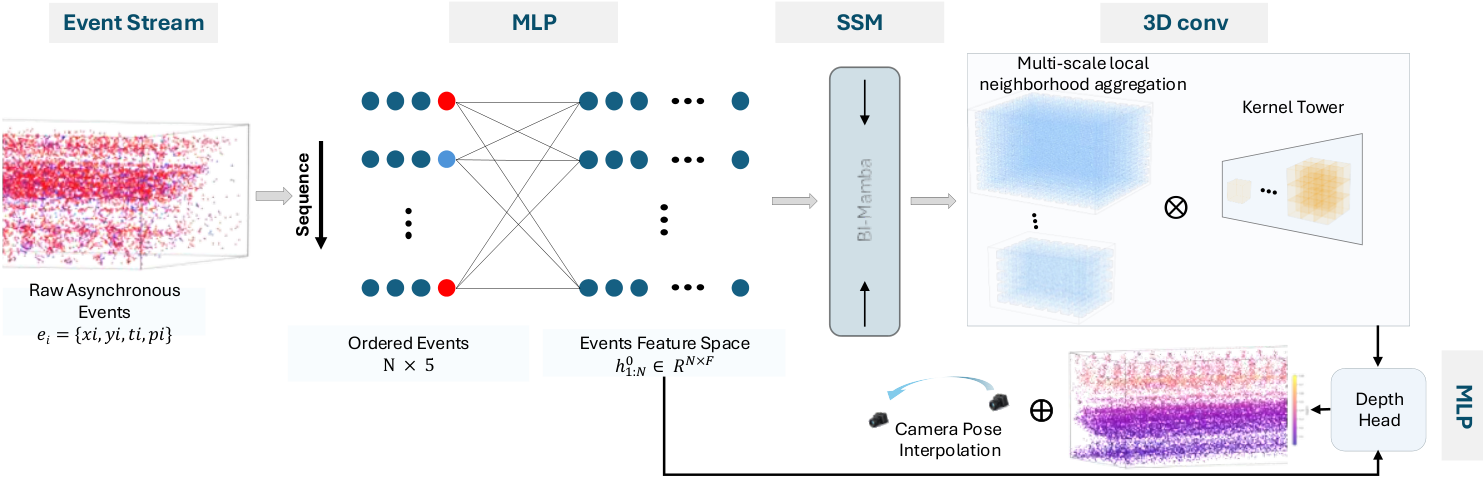 Event Stream
MLP
SSM
3D conv
Raw Asynchronous
Events
e_i = {xi, yi, ti, pi}
Sequence
Ordered Events
N × 5
Events Feature Space
h^0_{1:N} ∈ R^{N×F}
BI-Mamba
Multi-scale local
neighborhood aggregation
Kernel Tower
Camera Pose
Interpolation
Depth
Head
MLP